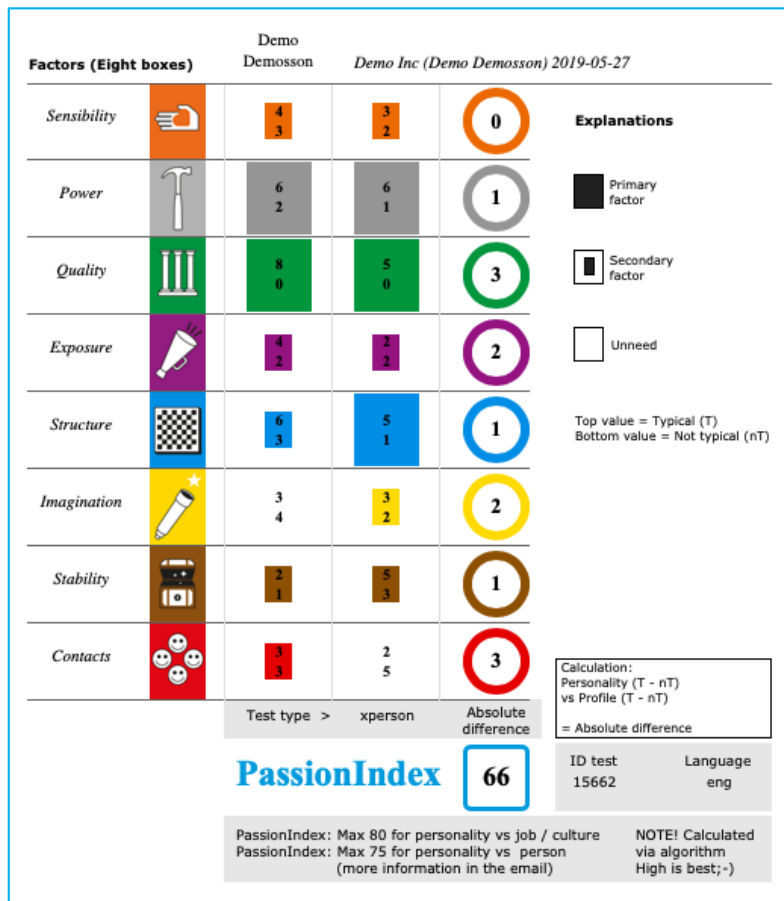 Demo
Demosson
Factors (Eight boxes)
Demo Inc (Demo Demosson) 2019-05-27
Sensibility
4
3
3
2
0
Explanations
Power
6
2
6
1
1
Primary
factor
Quality
8
0
5
0
3
Secondary
factor
Exposure
4
2
2
2
2
Unneed
Structure
6
3
5
1
1
Top value = Typical (T)
Bottom value = Not typical (nT)
Imagination
3
4
3
2
2
Stability
2
1
5
3
1
Contacts
3
3
2
5
3
Calculation:
Personality (T - nT)
vs Profile (T - nT)
= Absolute difference
Test type >
xperson
Absolute
difference
PassionIndex
66
ID test
15662
Language
eng
PassionIndex: Max 80 for personality vs job / culture
PassionIndex: Max 75 for personality vs person
(more information in the email)
NOTE! Calculated
via algorithm
High is best;-)